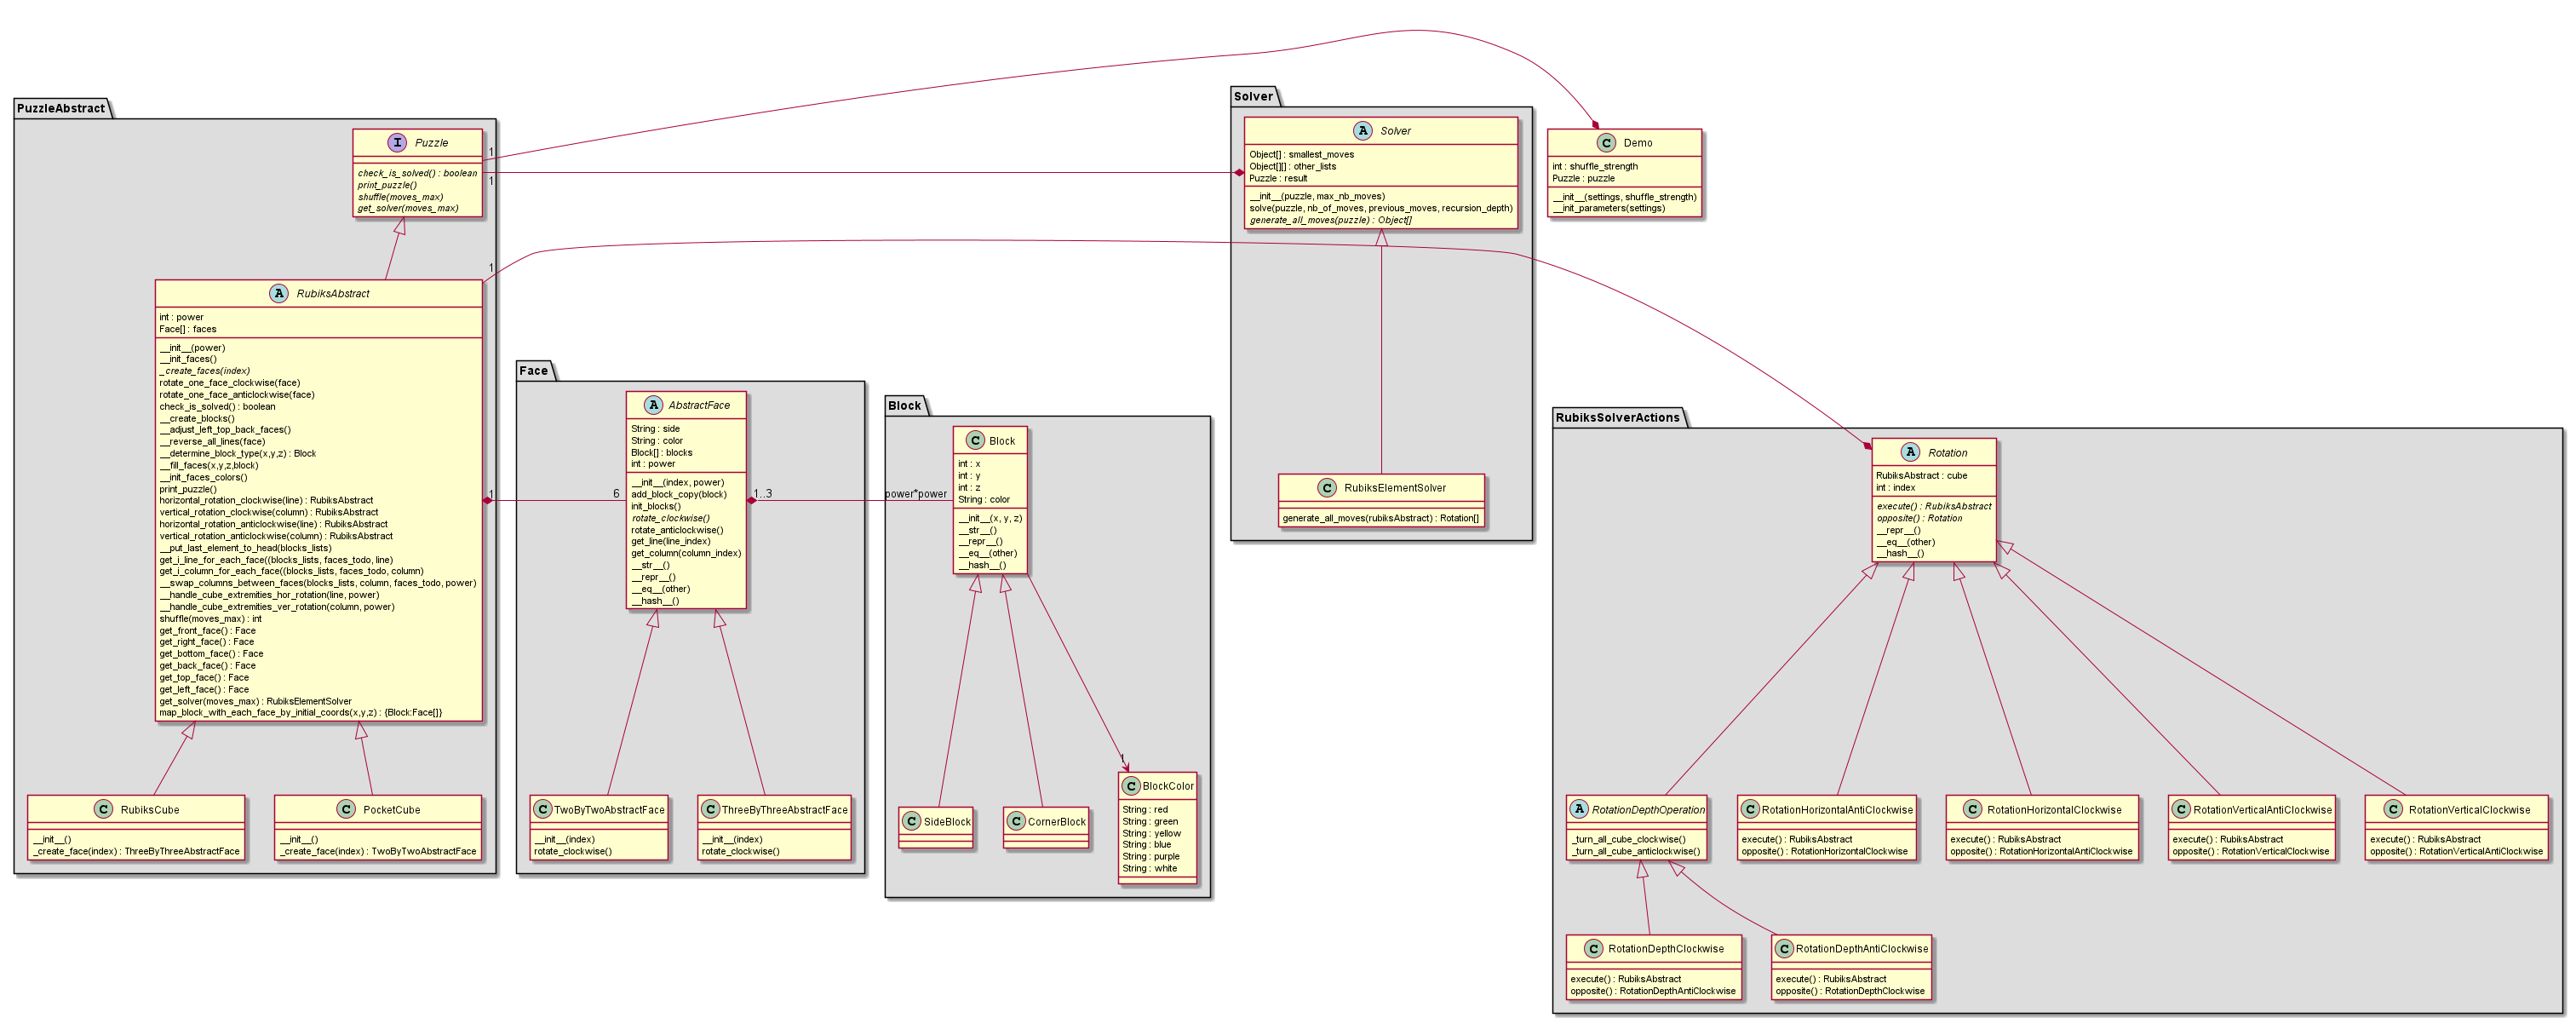 PuzzleAbstract
I Puzzle
check_is_solved() : boolean
print_puzzle()
shuffle(moves_max)
get_solver(moves_max)
1
1
1
A RubiksAbstract
int : power
Face[] : faces
__init__(power)
__init_faces()
_create_faces(index)
rotate_one_face_clockwise(face)
rotate_one_face_anticlockwise(face)
check_is_solved() : boolean
__create_blocks()
__adjust_left_top_back_faces()
__reverse_all_lines(face)
__determine_block_type(x,y,z) : Block
__fill_faces(x,y,z,block)
__init_faces_colors()
print_puzzle()
horizontal_rotation_clockwise(line) : RubiksAbstract
vertical_rotation_clockwise(column) : RubiksAbstract
horizontal_rotation_anticlockwise(line) : RubiksAbstract
vertical_rotation_anticlockwise(column) : RubiksAbstract
__put_last_element_to_head(blocks_lists)
get_i_line_for_each_face((blocks_lists, faces_todo, line)
get_i_column_for_each_face((blocks_lists, faces_todo, column)
__swap_columns_between_faces(blocks_lists, column, faces_todo, power)
__handle_cube_extremities_hor_rotation(line, power)
__handle_cube_extremities_ver_rotation(column, power)
shuffle(moves_max) : int
get_front_face() : Face
get_right_face() : Face
get_bottom_face() : Face
get_back_face() : Face
get_top_face() : Face
get_left_face() : Face
get_solver(moves_max) : RubiksElementSolver
map_block_with_each_face_by_initial_coords(x,y,z) : {Block:Face[]}
1
6
C RubiksCube
__init__()
_create_face(index) : ThreeByThreeAbstractFace
C PocketCube
__init__()
_create_face(index) : TwoByTwoAbstractFace
Face
A AbstractFace
String : side
String : color
Block[] : blocks
int : power
__init__(index, power)
add_block_copy(block)
init_blocks()
rotate_clockwise()
rotate_anticlockwise()
get_line(line_index)
get_column(column_index)
__str__()
__repr__()
__eq__(other)
__hash__()
1..3
power*power
C TwoByTwoAbstractFace
__init__(index)
rotate_clockwise()
C ThreeByThreeAbstractFace
__init__(index)
rotate_clockwise()
Block
C Block
int : x
int : y
int : z
String : color
__init__(x, y, z)
__str__()
__repr__()
__eq__(other)
__hash__()
1
C SideBlock
C CornerBlock
C BlockColor
String : red
String : green
String : yellow
String : blue
String : purple
String : white
Solver
A Solver
Object[] : smallest_moves
Object[][] : other_lists
Puzzle : result
__init__(puzzle, max_nb_moves)
solve(puzzle, nb_of_moves, previous_moves, recursion_depth)
generate_all_moves(puzzle) : Object[]
C RubiksElementSolver
generate_all_moves(rubiksAbstract) : Rotation[]
C Demo
int : shuffle_strength
Puzzle : puzzle
__init__(settings, shuffle_strength)
__init_parameters(settings)
RubiksSolverActions
A Rotation
RubiksAbstract : cube
int : index
execute() : RubiksAbstract
opposite() : Rotation
__repr__()
__eq__(other)
__hash__()
A RotationDepthOperation
_turn_all_cube_clockwise()
_turn_all_cube_anticlockwise()
C RotationHorizontalAntiClockwise
execute() : RubiksAbstract
opposite() : RotationHorizontalClockwise
C RotationHorizontalClockwise
execute() : RubiksAbstract
opposite() : RotationHorizontalAntiClockwise
C RotationVerticalAntiClockwise
execute() : RubiksAbstract
opposite() : RotationVerticalClockwise
C RotationVerticalClockwise
execute() : RubiksAbstract
opposite() : RotationVerticalAntiClockwise
C RotationDepthClockwise
execute() : RubiksAbstract
opposite() : RotationDepthAntiClockwise
C RotationDepthAntiClockwise
execute() : RubiksAbstract
opposite() : RotationDepthClockwise